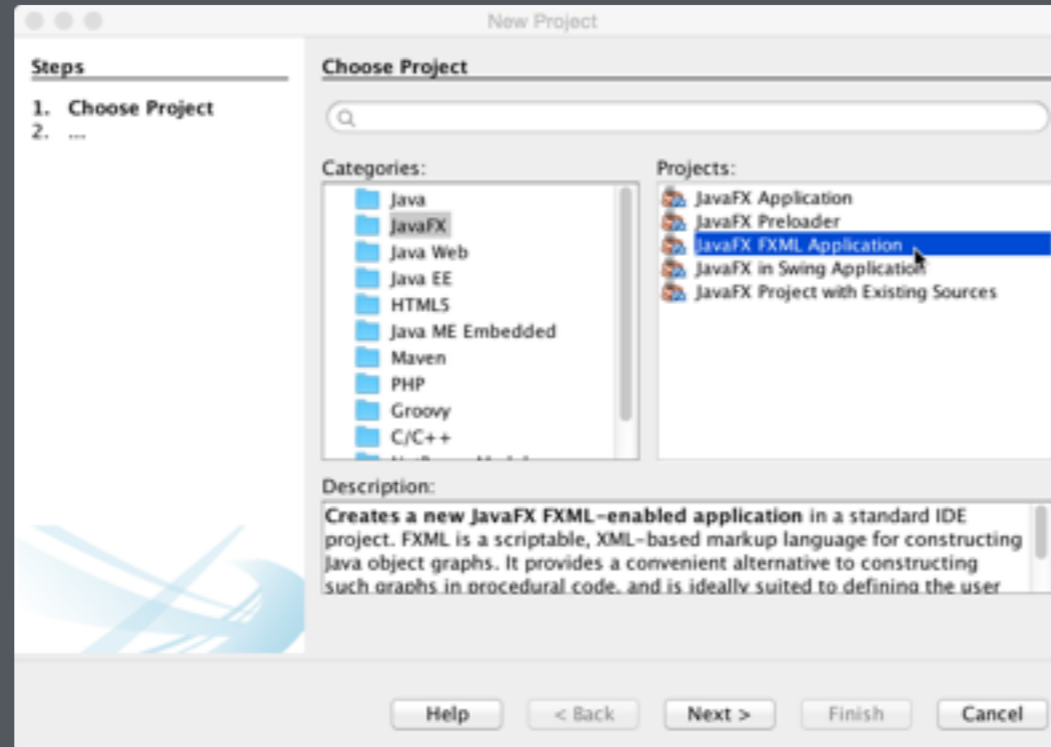 New Project
Steps
1. Choose Project
2. ...
Choose Project
Categories:
Java
JavaFX
Java Web
Java EE
HTML5
Java ME Embedded
Maven
PHP
Groovy
C/C++
Projects:
JavaFX Application
JavaFX Preloader
JavaFX FXML Application
JavaFX in Swing Application
JavaFX Project with Existing Sources
Description:
Creates a new JavaFX FXML-enabled application in a standard IDE
project. FXML is a scriptable, XML-based markup language for constructing
Java object graphs. It provides a convenient alternative to constructing
such graphs in procedural code, and is ideally suited to defining the user
Help
< Back
Next >
Finish
Cancel